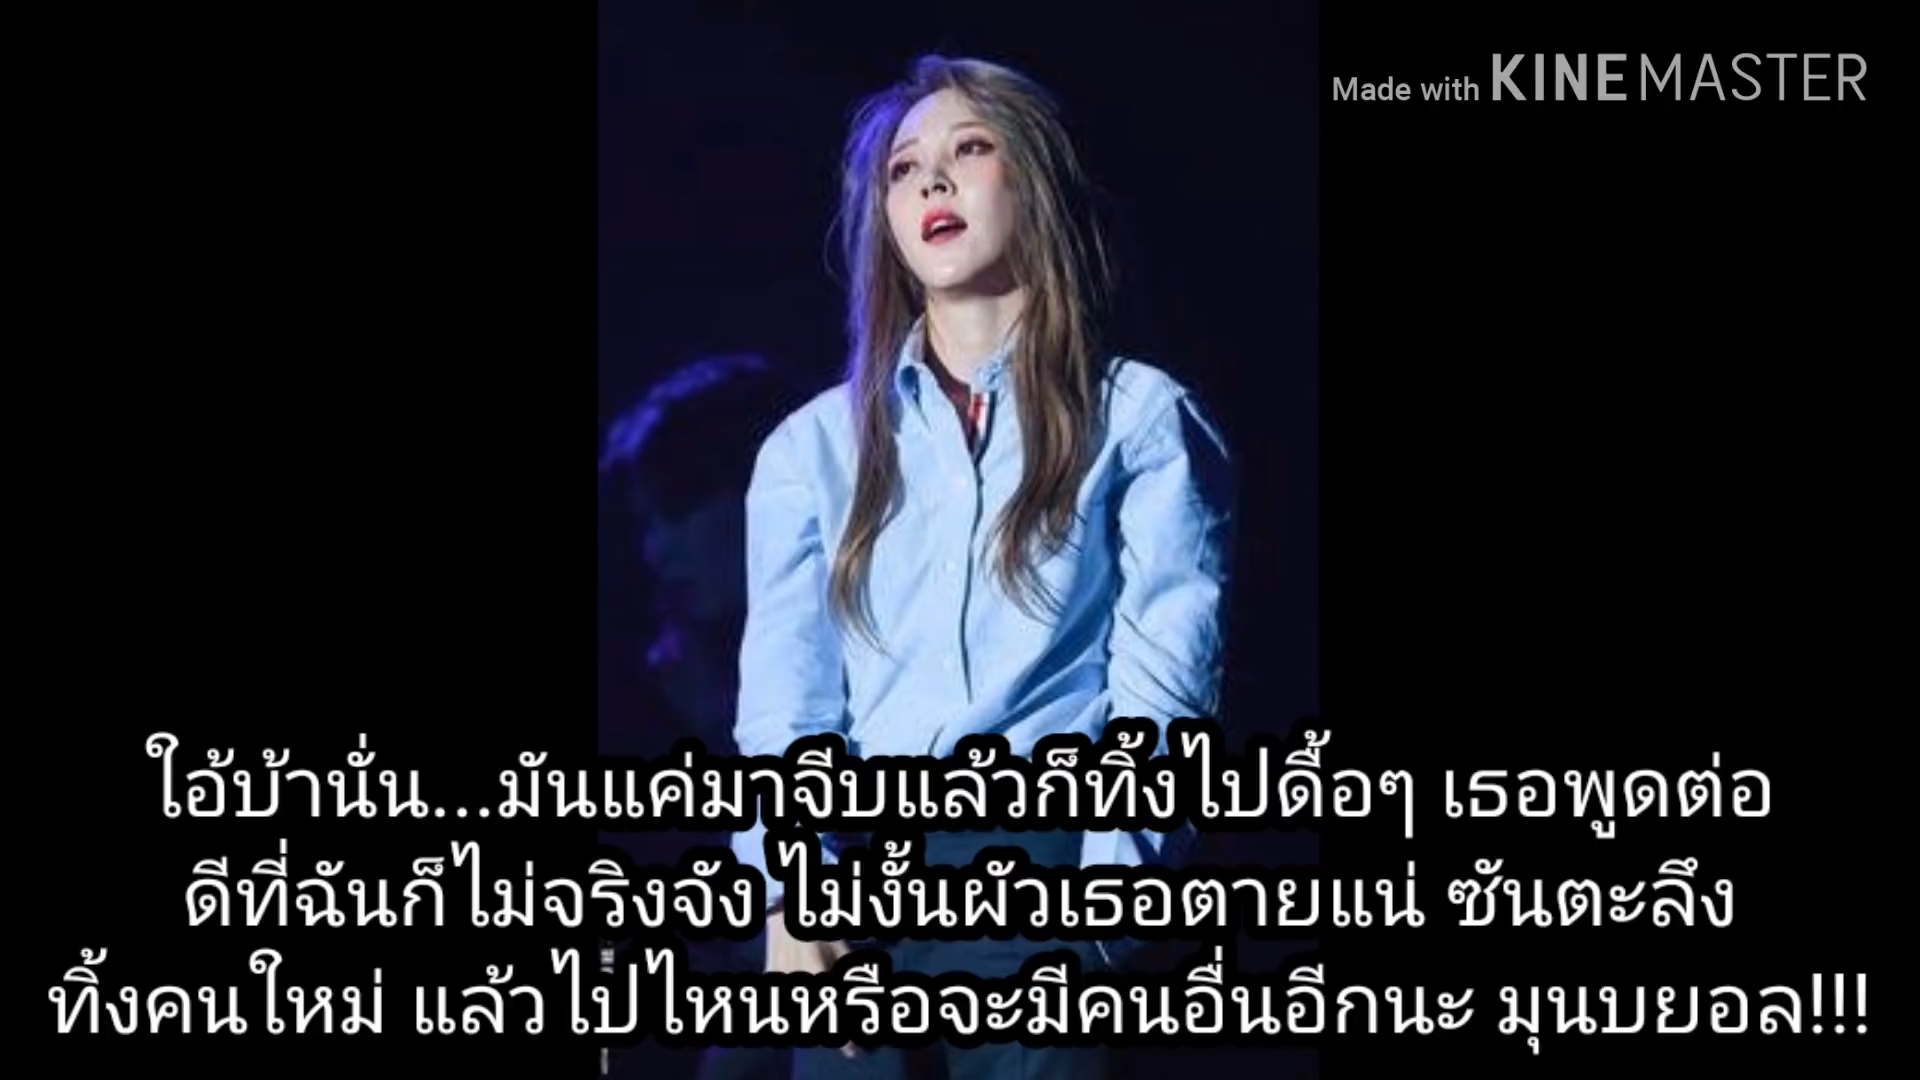 Made with KINEMASTER
ใอ้บ้านั่น...มันแค่มาจีบแล้วก็ทิ้งไปดื้อๆ เธอพูดต่อ
ดีที่ฉันก็ไม่จริงจัง ไม่งั้นผัวเธอตายแน่ ซันตะลึง
ทิ้งคนใหม่ แล้วไปไหนหรือจะมีคนอื่นอีกนะ มุนบยอล!!!